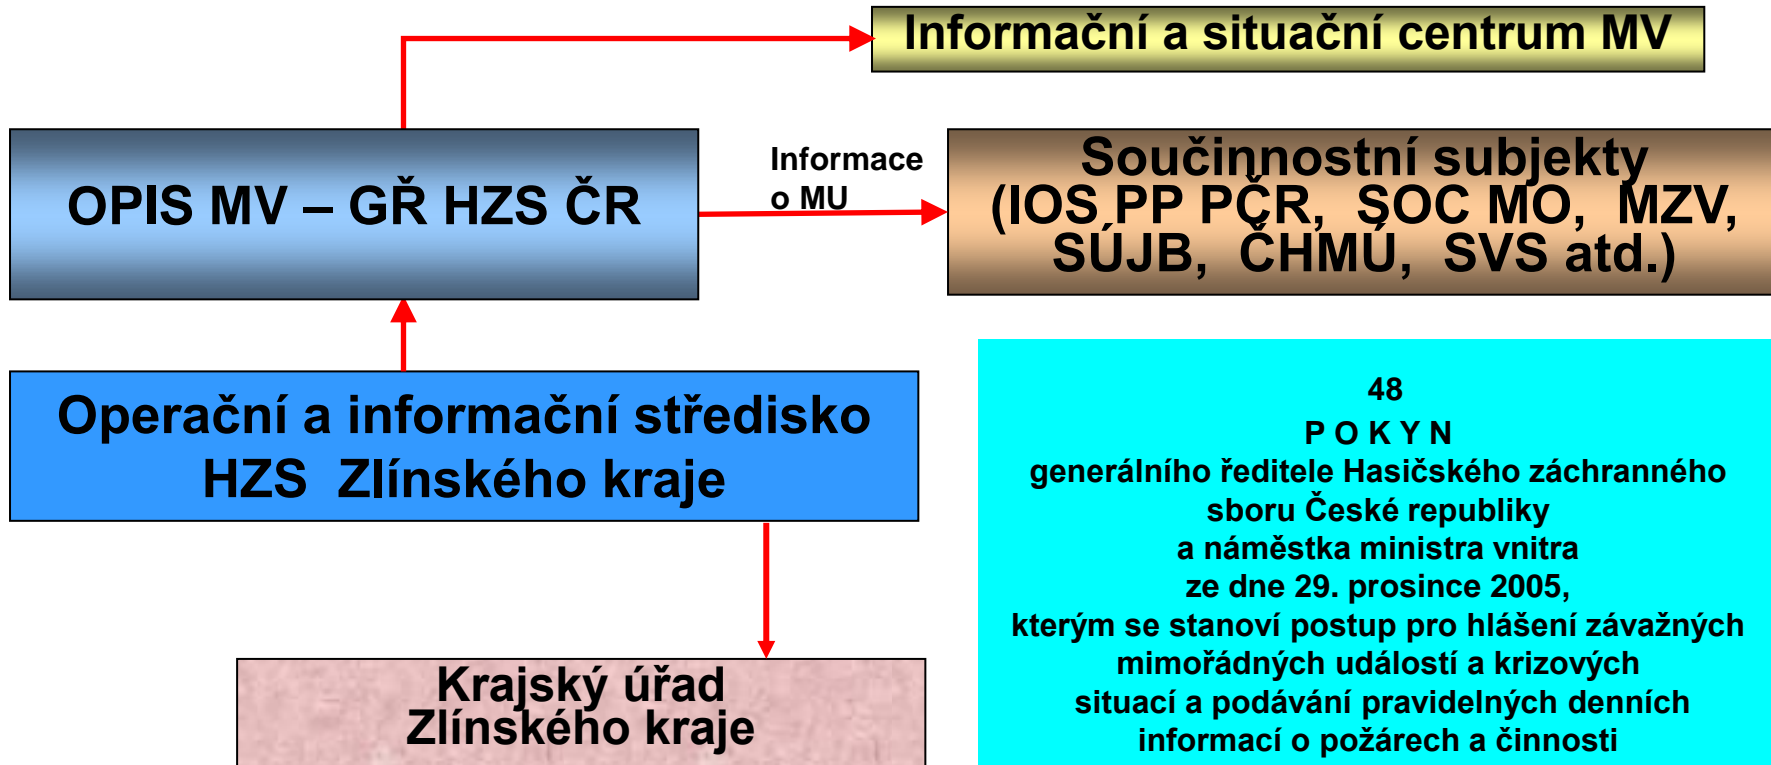 Informační a situační centrum MV
OPIS MV – GŘ HZS ČR
Informace
o MU
Součinnostní subjekty
(IOS PP PČR, SOC MO, MZV,
SÚJB, ČHMÚ, SVS atd.)
Operační a informační středisko
HZS Zlínského kraje
Krajský úřad
Zlínského kraje
48
P O K Y N
generálního ředitele Hasičského záchranného
sboru České republiky
a náměstka ministra vnitra
ze dne 29. prosince 2005,
kterým se stanoví postup pro hlášení závažných
mimořádných událostí a krizových
situací a podávání pravidelných denních
informací o požárech a činnosti